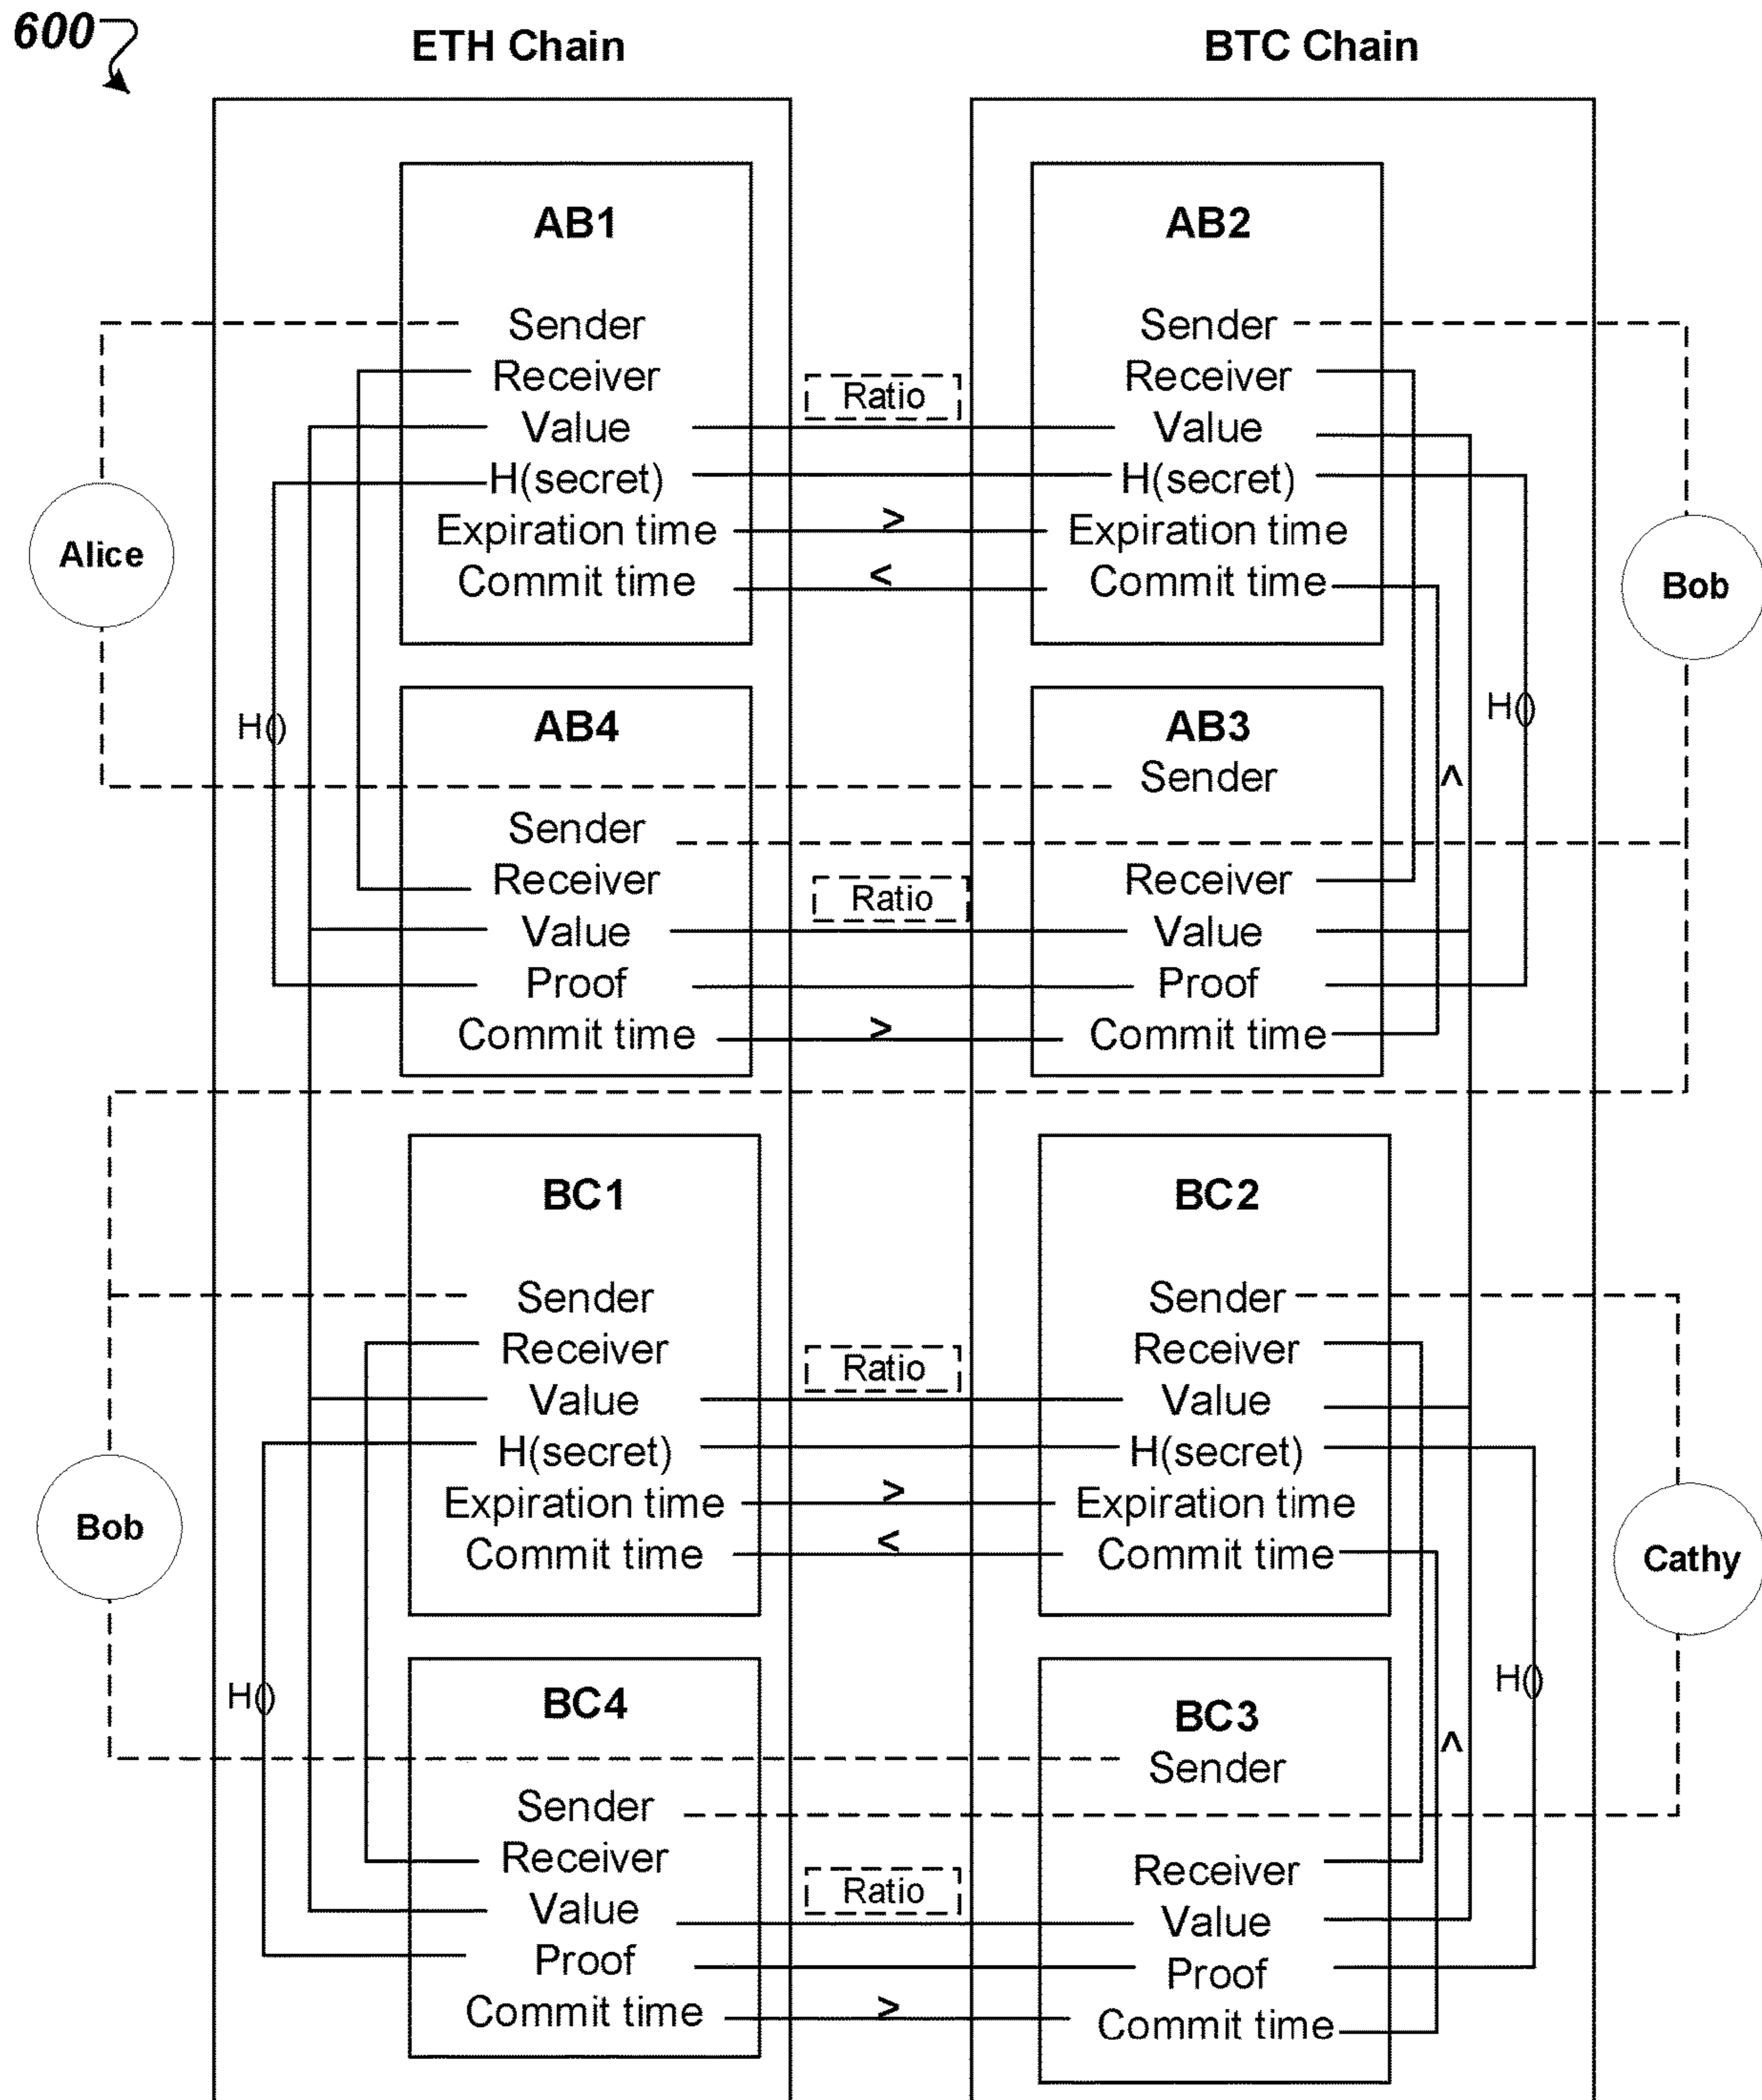 600
ETH Chain
BTC Chain
AB1
Sender
Receiver
Value
H(secret)
Expiration time
Commit time
Ratio
>
<
AB2
Sender
Receiver
Value
H(secret)
Expiration time
Commit time
Alice
Bob
H()
H()
AB4
Sender
Receiver
Value
Proof
Commit time
Ratio
>
AB3
Sender
Receiver
Value
Proof
Commit time
^
BC1
Sender
Receiver
Value
H(secret)
Expiration time
Commit time
Ratio
>
<
BC2
Sender
Receiver
Value
H(secret)
Expiration time
Commit time
Bob
Cathy
H()
H()
BC4
Sender
Receiver
Value
Proof
Commit time
Ratio
>
BC3
Sender
Receiver
Value
Proof
Commit time
^